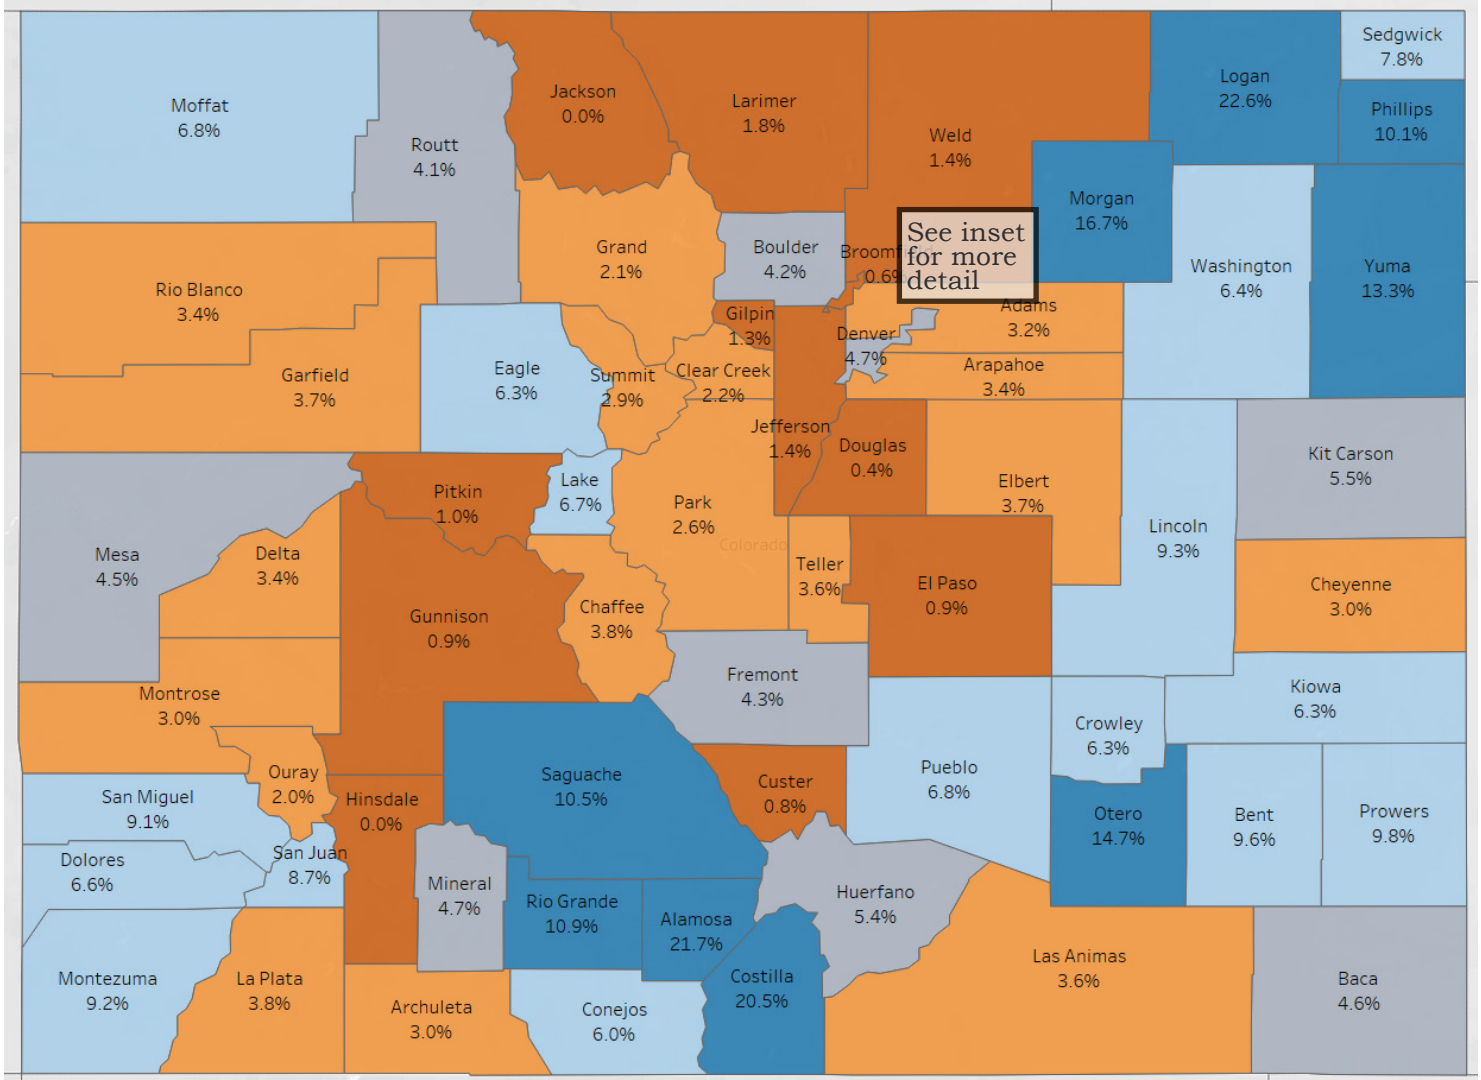 Sedgwick
7.8%
Logan
22.6%
Jackson
0.0%
Larimer
1.8%
Moffat
6.8%
Phillips
10.1%
Weld
1.4%
Routt
4.1%
Morgan
16.7%
See inset
for more
detail
Grand
2.1%
Boulder
4.2%
Broomfield
0.6%
Washington
6.4%
Yuma
13.3%
Rio Blanco
3.4%
Gilpin
1.3%
Adams
3.2%
Denver
4.7%
Eagle
6.3%
Summit
2.9%
Clear Creek
2.2%
Arapahoe
3.4%
Garfield
3.7%
Jefferson
1.4%
Douglas
0.4%
Kit Carson
5.5%
Pitkin
1.0%
Lake
6.7%
Park
2.6%
Elbert
3.7%
Lincoln
9.3%
Colorado
Mesa
4.5%
Delta
3.4%
Teller
3.6%
El Paso
0.9%
Cheyenne
3.0%
Gunnison
0.9%
Chaffee
3.8%
Fremont
4.3%
Montrose
3.0%
Kiowa
6.3%
Crowley
6.3%
Ouray
2.0%
Saguache
10.5%
Custer
0.8%
Pueblo
6.8%
San Miguel
9.1%
Hinsdale
0.0%
Otero
14.7%
Bent
9.6%
Prowers
9.8%
Dolores
6.6%
San Juan
8.7%
Mineral
4.7%
Rio Grande
10.9%
Alamosa
21.7%
Huerfano
5.4%
Montezuma
9.2%
La Plata
3.8%
Archuleta
3.0%
Conejos
6.0%
Costilla
20.5%
Las Animas
3.6%
Baca
4.6%